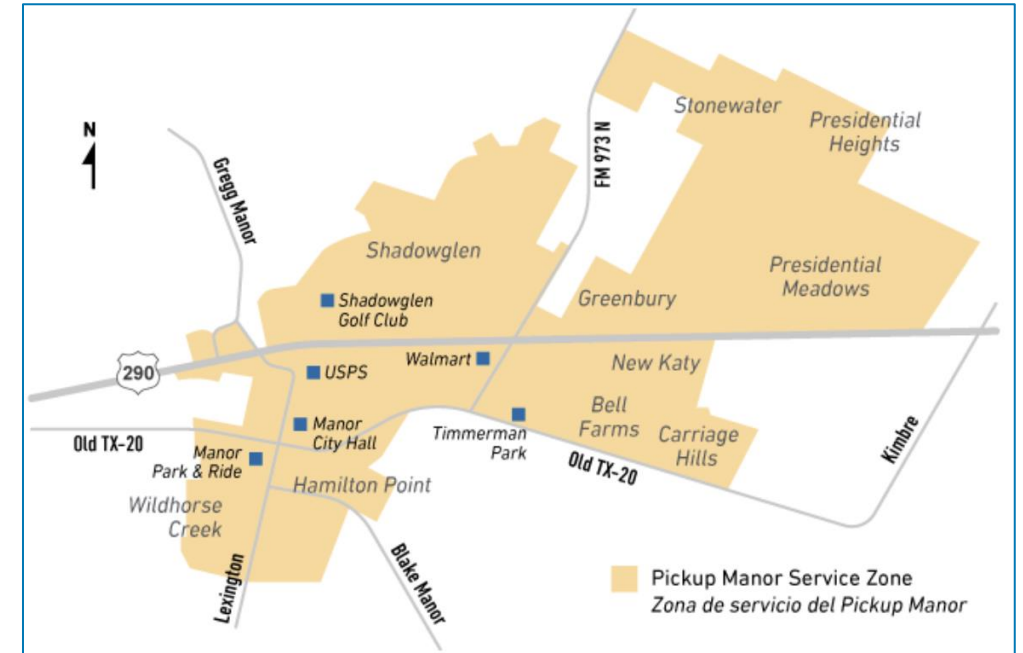 N
Gregg Manor
FM 973 N
Stonewater
Presidential
Heights
Shadowglen
Presidential
Meadows
Shadowglen
Golf Club
Greenbury
290
USPS
Walmart
New Katy
Manor
City Hall
Bell
Farms
Old TX-20
Manor
Park & Ride
Timmerman
Park
Carriage
Hills
Kimbre
Old TX-20
Hamilton Point
Wildhorse
Creek
Lexington
Blake Manor
Pickup Manor Service Zone
Zona de servicio del Pickup Manor